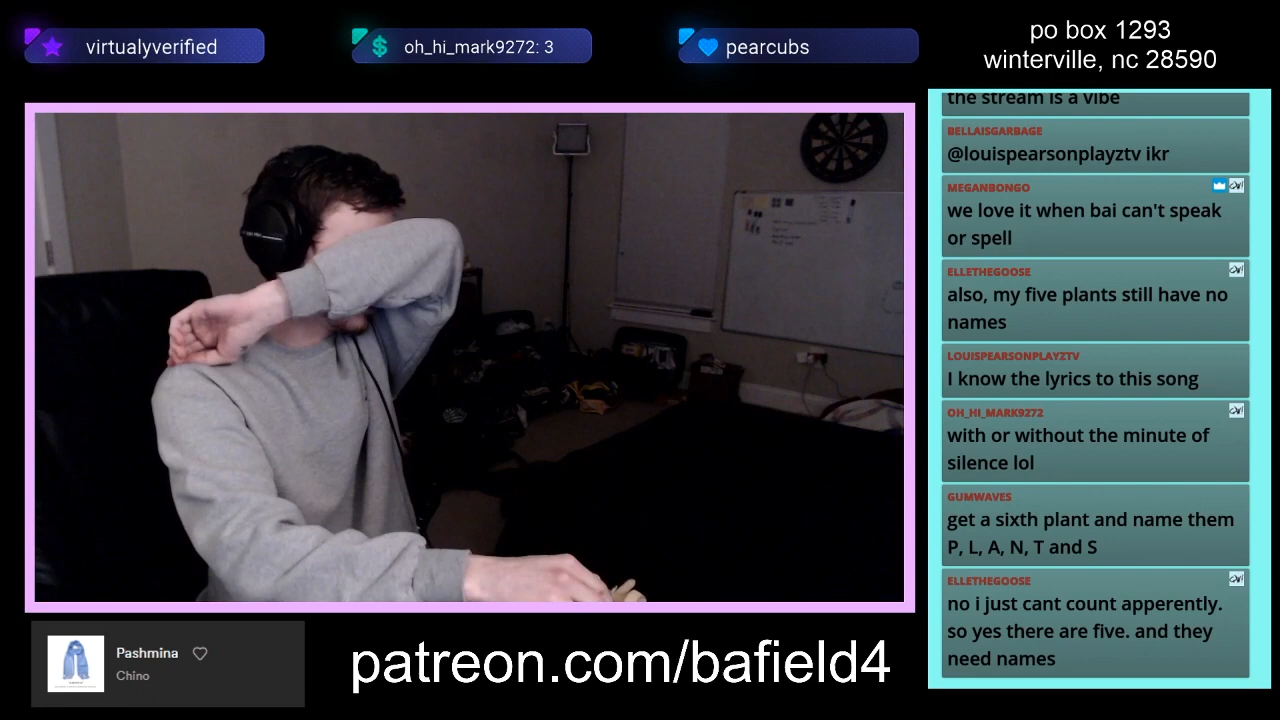 virtualyverified
oh_hi_mark9272: 3
pearcubs
po box 1293
winterville, nc 28590
the stream is a vibe
BELLAISGARBAGE
@louispearsonplayztv ikr
MEGANBONGO
we love it when bai can't speak
or spell
ELLETHEGOOSE
also, my five plants still have no
names
LOUISPEARSONPLAYZTV
I know the lyrics to this song
OH_HI_MARK9272
with or without the minute of
silence lol
GUMWAVES
get a sixth plant and name them
P, L, A, N, T and S
ELLETHEGOOSE
no i just cant count apperently.
so yes there are five. and they
need names
Pashmina
Chino
patreon.com/bafield4